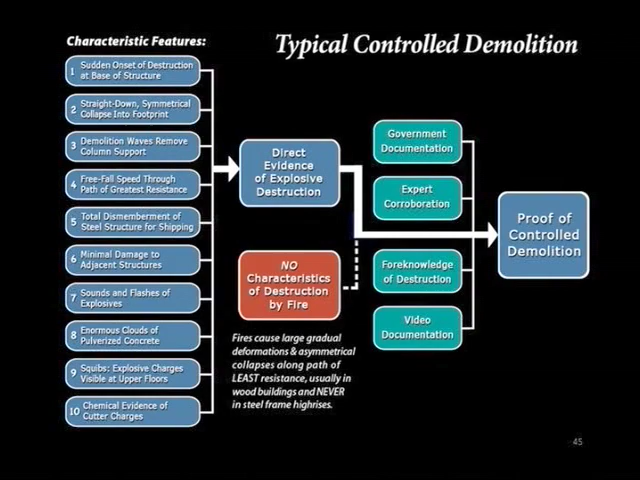 Characteristic Features:
Typical Controlled Demolition
1 Sudden Onset of Destruction
at Base of Structure
2 Straight-Down, Symmetrical
Collapse Into Footprint
3 Demolition Waves Remove
Column Support
4 Free-Fall Speed Through
Path of Greatest Resistance
5 Total Dismemberment of
Steel Structure for Shipping
6 Minimal Damage to
Adjacent Structures
7 Sounds and Flashes of
Explosives
8 Enormous Clouds of
Pulverized Concrete
9 Squibs: Explosive Charges
Visible at Upper Floors
10 Chemical Evidence of
Cutter Charges
Direct
Evidence
of Explosive
Destruction
NO
Characteristics
of Destruction
by Fire
Fires cause large gradual
deformations & asymmetrical
collapses along path of
LEAST resistance, usually in
wood buildings and NEVER
in steel frame highrises.
Government
Documentation
Expert
Corroboration
Foreknowledge
of Destruction
Video
Documentation
Proof of
Controlled
Demolition
45